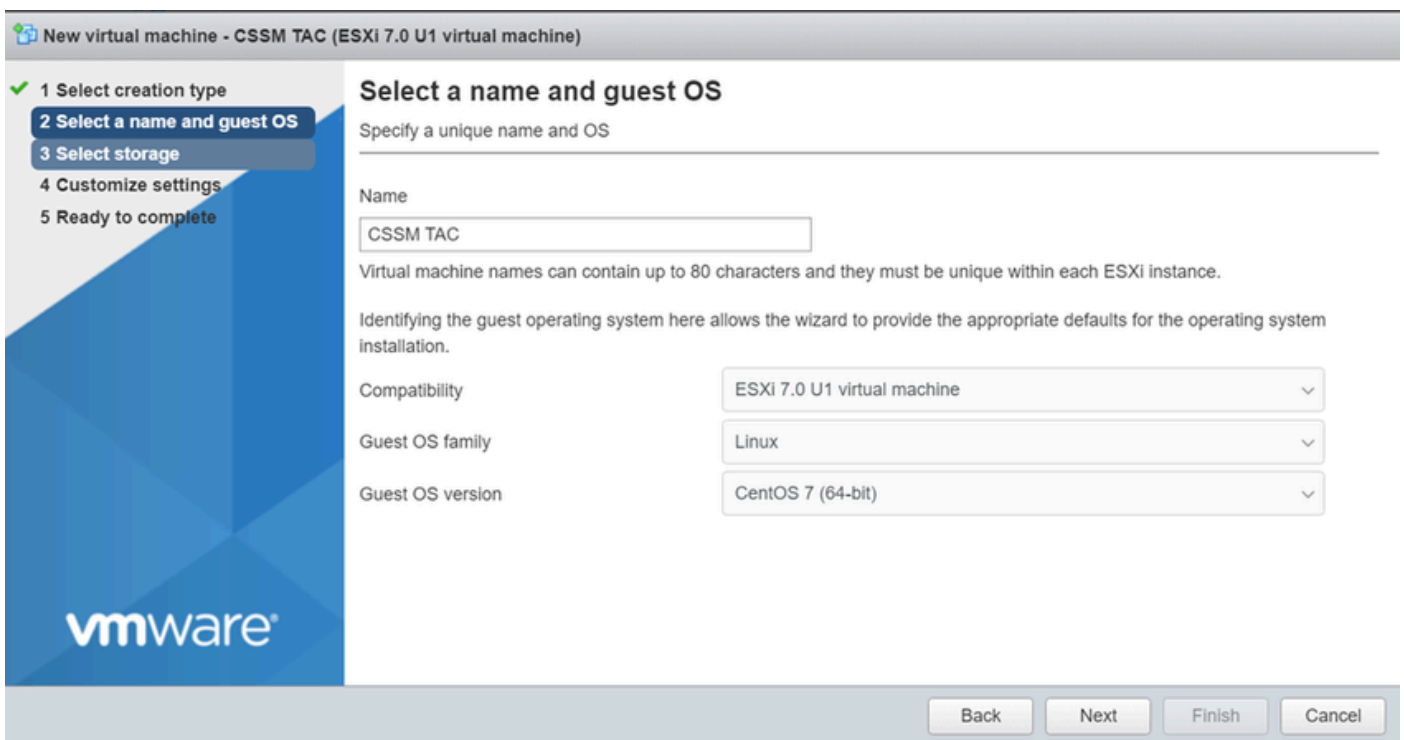 New virtual machine - CSSM TAC (ESXi 7.0 U1 virtual machine)
1 Select creation type
2 Select a name and guest OS
3 Select storage
4 Customize settings
5 Ready to complete
vmware®
Select a name and guest OS
Specify a unique name and OS
Name
CSSM TAC
Virtual machine names can contain up to 80 characters and they must be unique within each ESXi instance.
Identifying the guest operating system here allows the wizard to provide the appropriate defaults for the operating system
installation.
Compatibility ESXi 7.0 U1 virtual machine
Guest OS family Linux
Guest OS version CentOS 7 (64-bit)
Back Next Finish Cancel